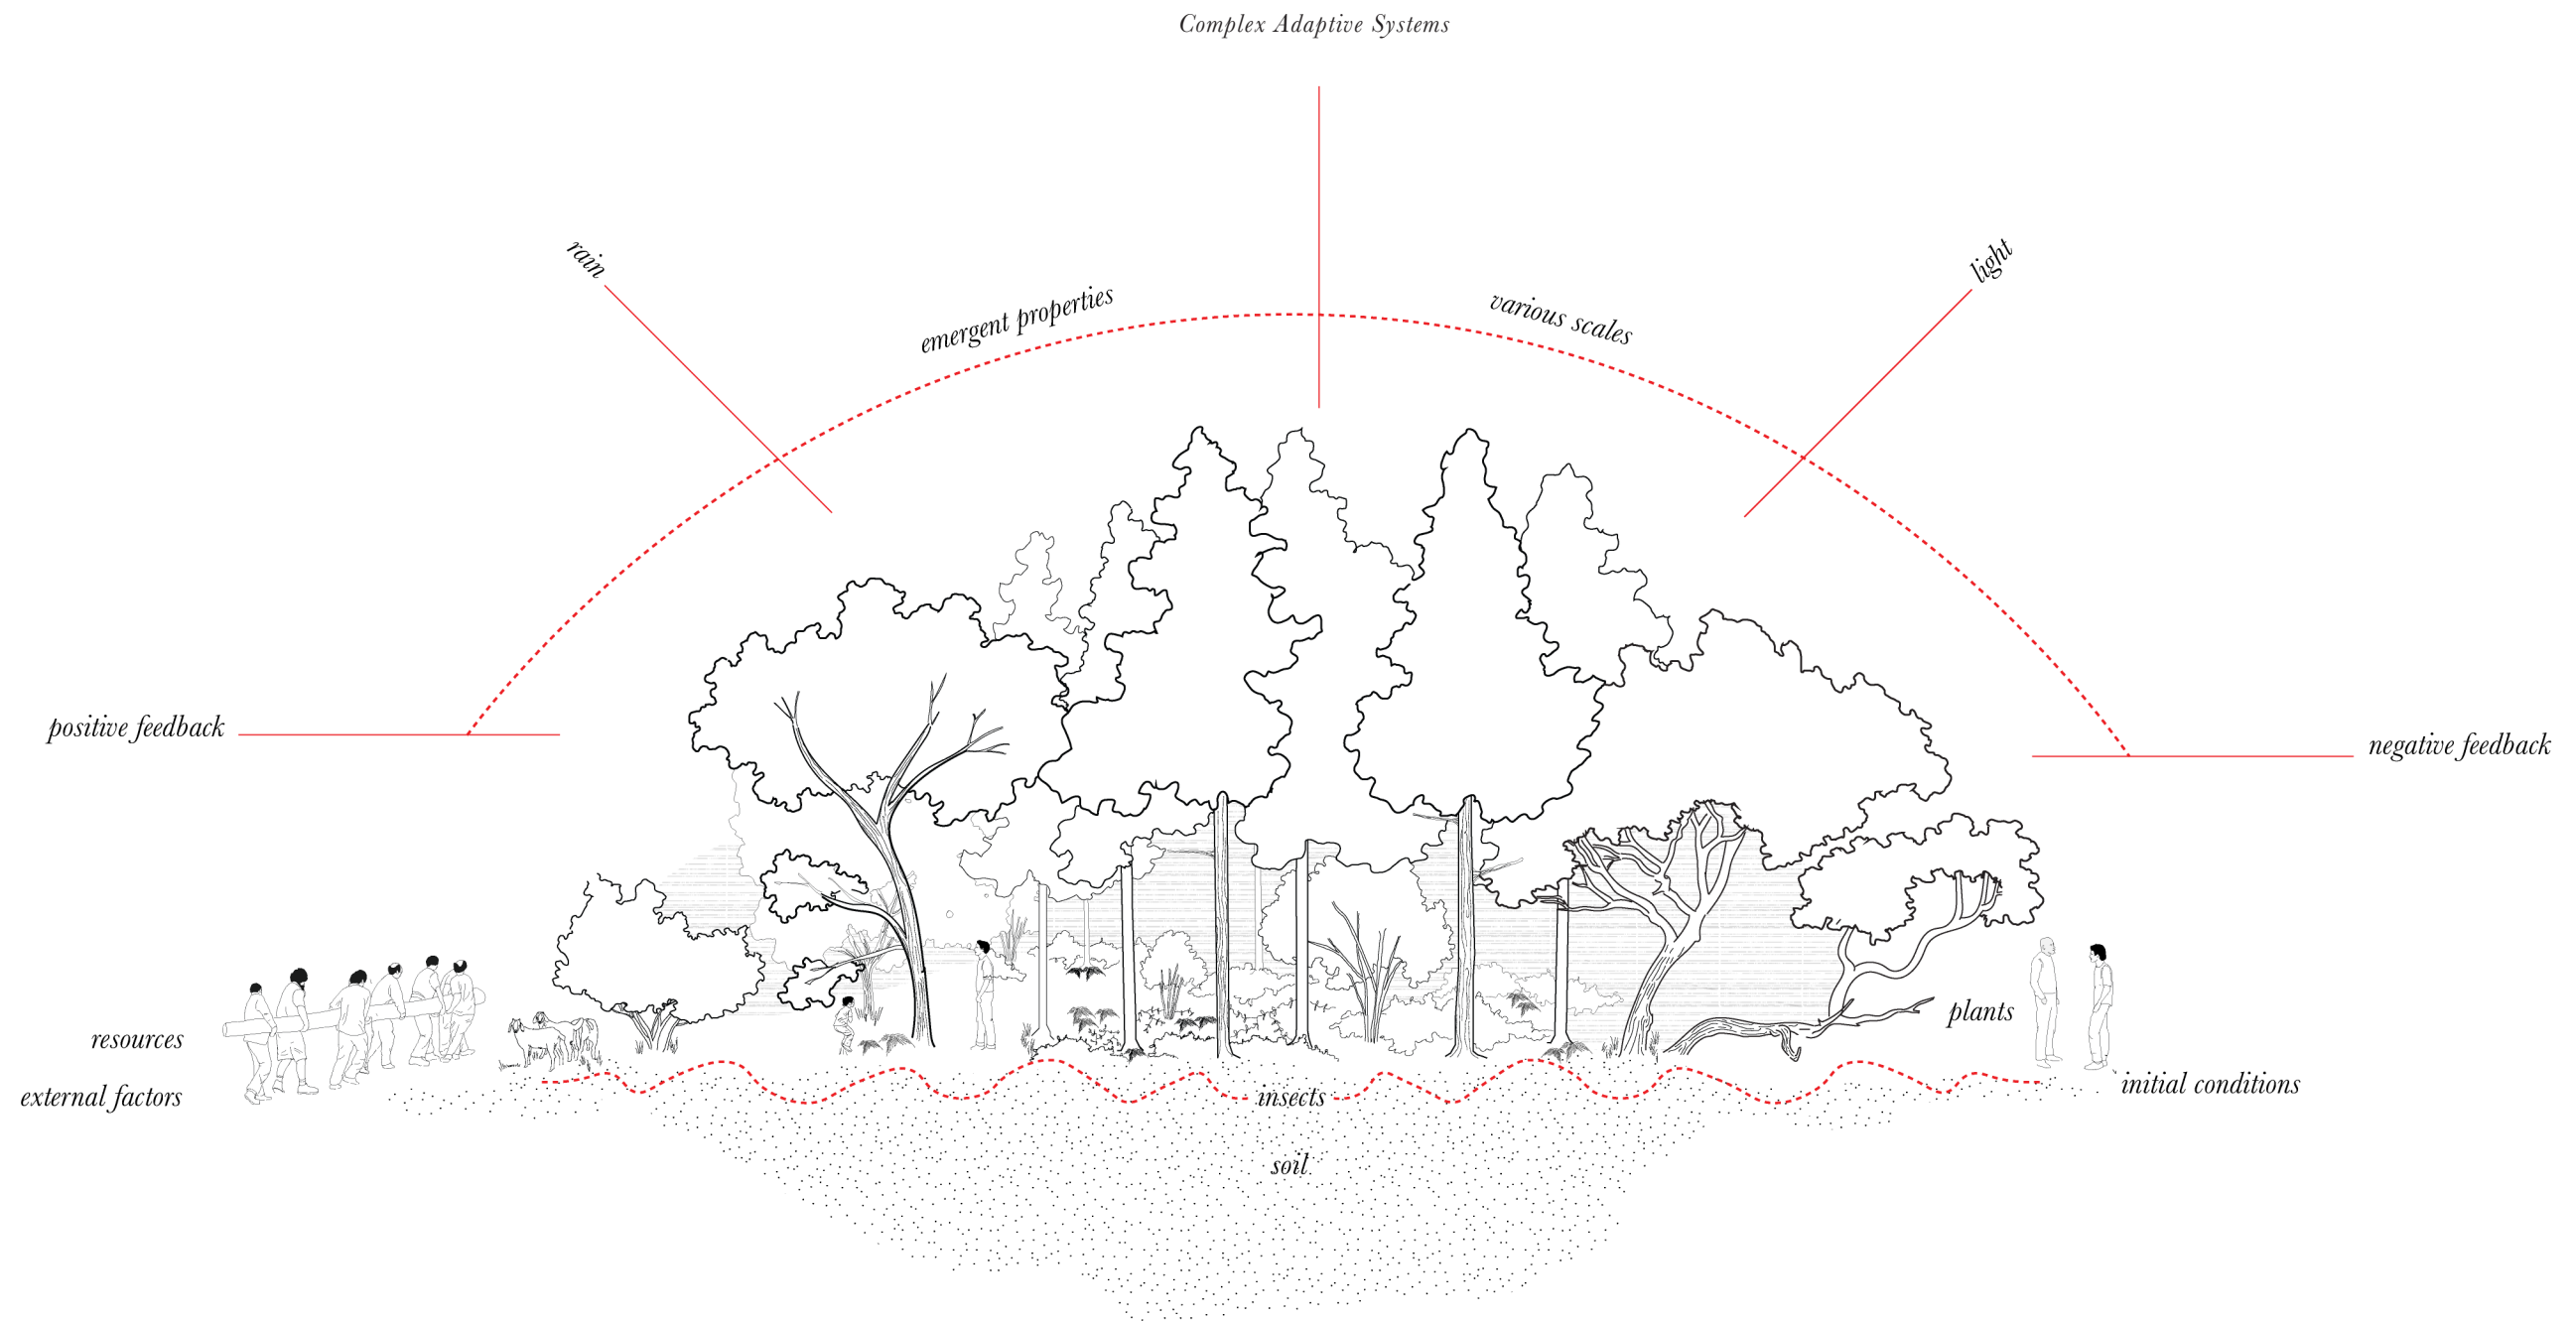 Complex Adaptive Systems
rain
light
emergent properties
various scales
positive feedback
negative feedback
plants
resources
initial conditions
external factors
insects
soil